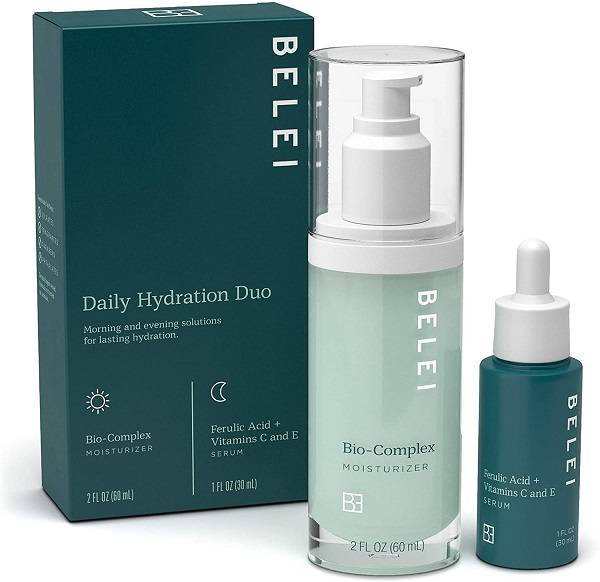 BELEI
Daily Hydration Duo
Morning and evening solutions
for lasting hydration.
Bio-Complex
MOISTURIZER
2 FL OZ (60 mL)
Ferulic Acid +
Vitamins C and E
SERUM
1 FL OZ (30 mL)
BELEI
Bio-Complex
MOISTURIZER
BE
2 FL OZ (60 mL)
BELEI
Ferulic Acid +
Vitamins C and E
SERUM
BE
1 FL OZ
(30 mL)